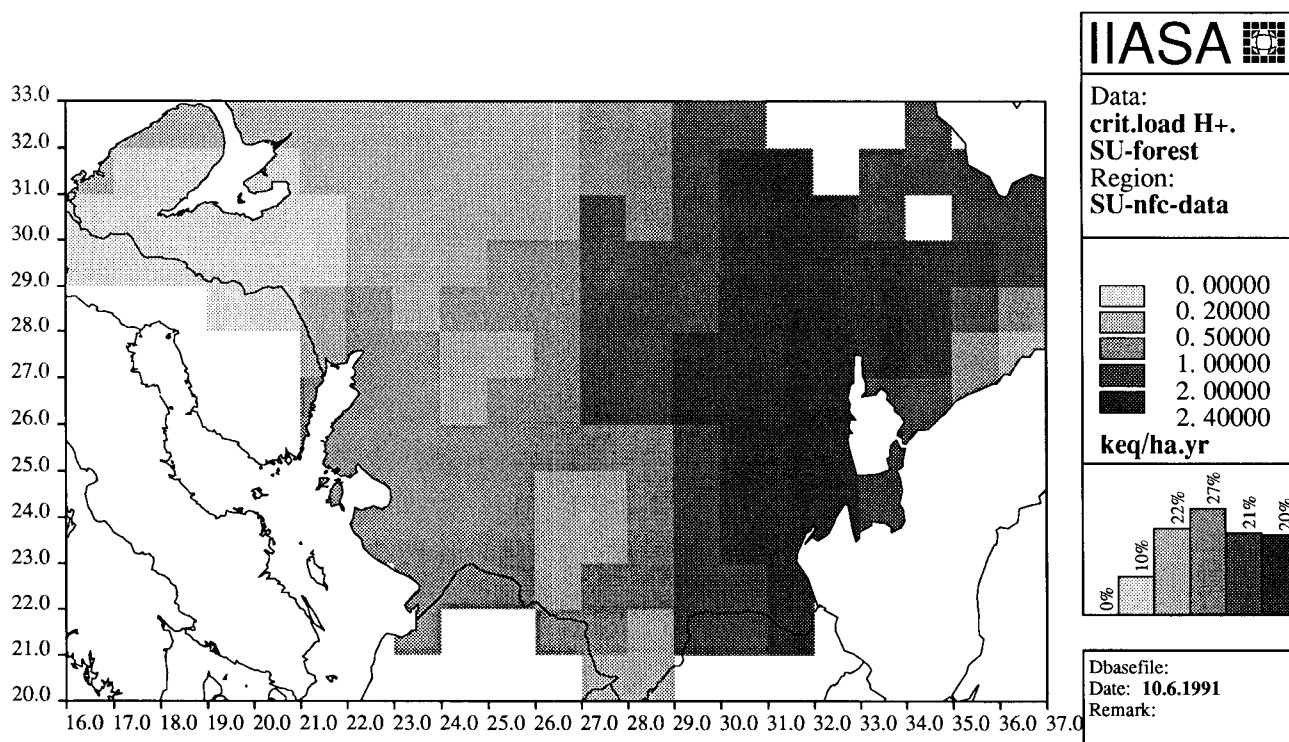 IIASA
Data:
crit.load H+.
SU-forest
Region:
SU-nfc-data
0. 00000
0. 20000
0. 50000
1. 00000
2. 00000
2. 40000
keq/ha.yr
0%
10%
22%
27%
21%
20%
Dbasefile:
Date: 10.6.1991
Remark:
33.0
32.0
31.0
30.0
29.0
28.0
27.0
26.0
25.0
24.0
23.0
22.0
21.0
20.0
16.0 17.0 18.0 19.0 20.0 21.0 22.0 23.0 24.0 25.0 26.0 27.0 28.0 29.0 30.0 31.0 32.0 33.0 34.0 35.0 36.0 37.0